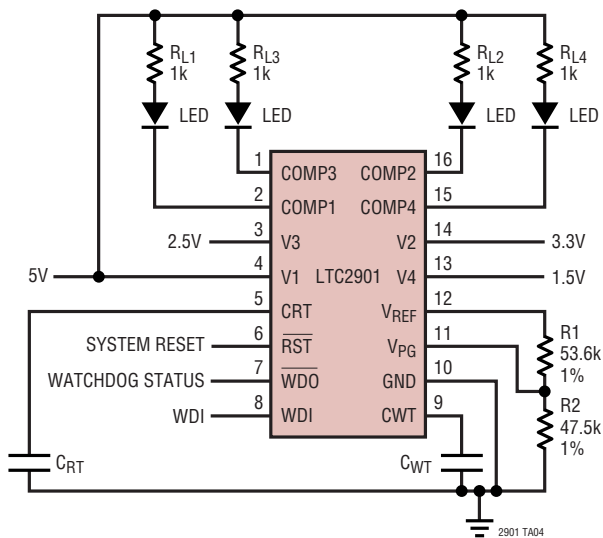 RL1
1k
RL3
1k
RL2
1k
RL4
1k
LED
LED
LED
LED
1
COMP3
COMP2
16
2
COMP1
COMP4
15
2.5V
3
V3
V2
14
3.3V
5V
4
V1
LTC2901
V4
13
1.5V
5
CRT
VREF
12
SYSTEM RESET
6
RST
VPG
11
WATCHDOG STATUS
7
WDO
GND
10
WDI
8
WDI
CWT
9
R1
53.6k
1%
R2
47.5k
1%
CRT
CWT
2901 TA04